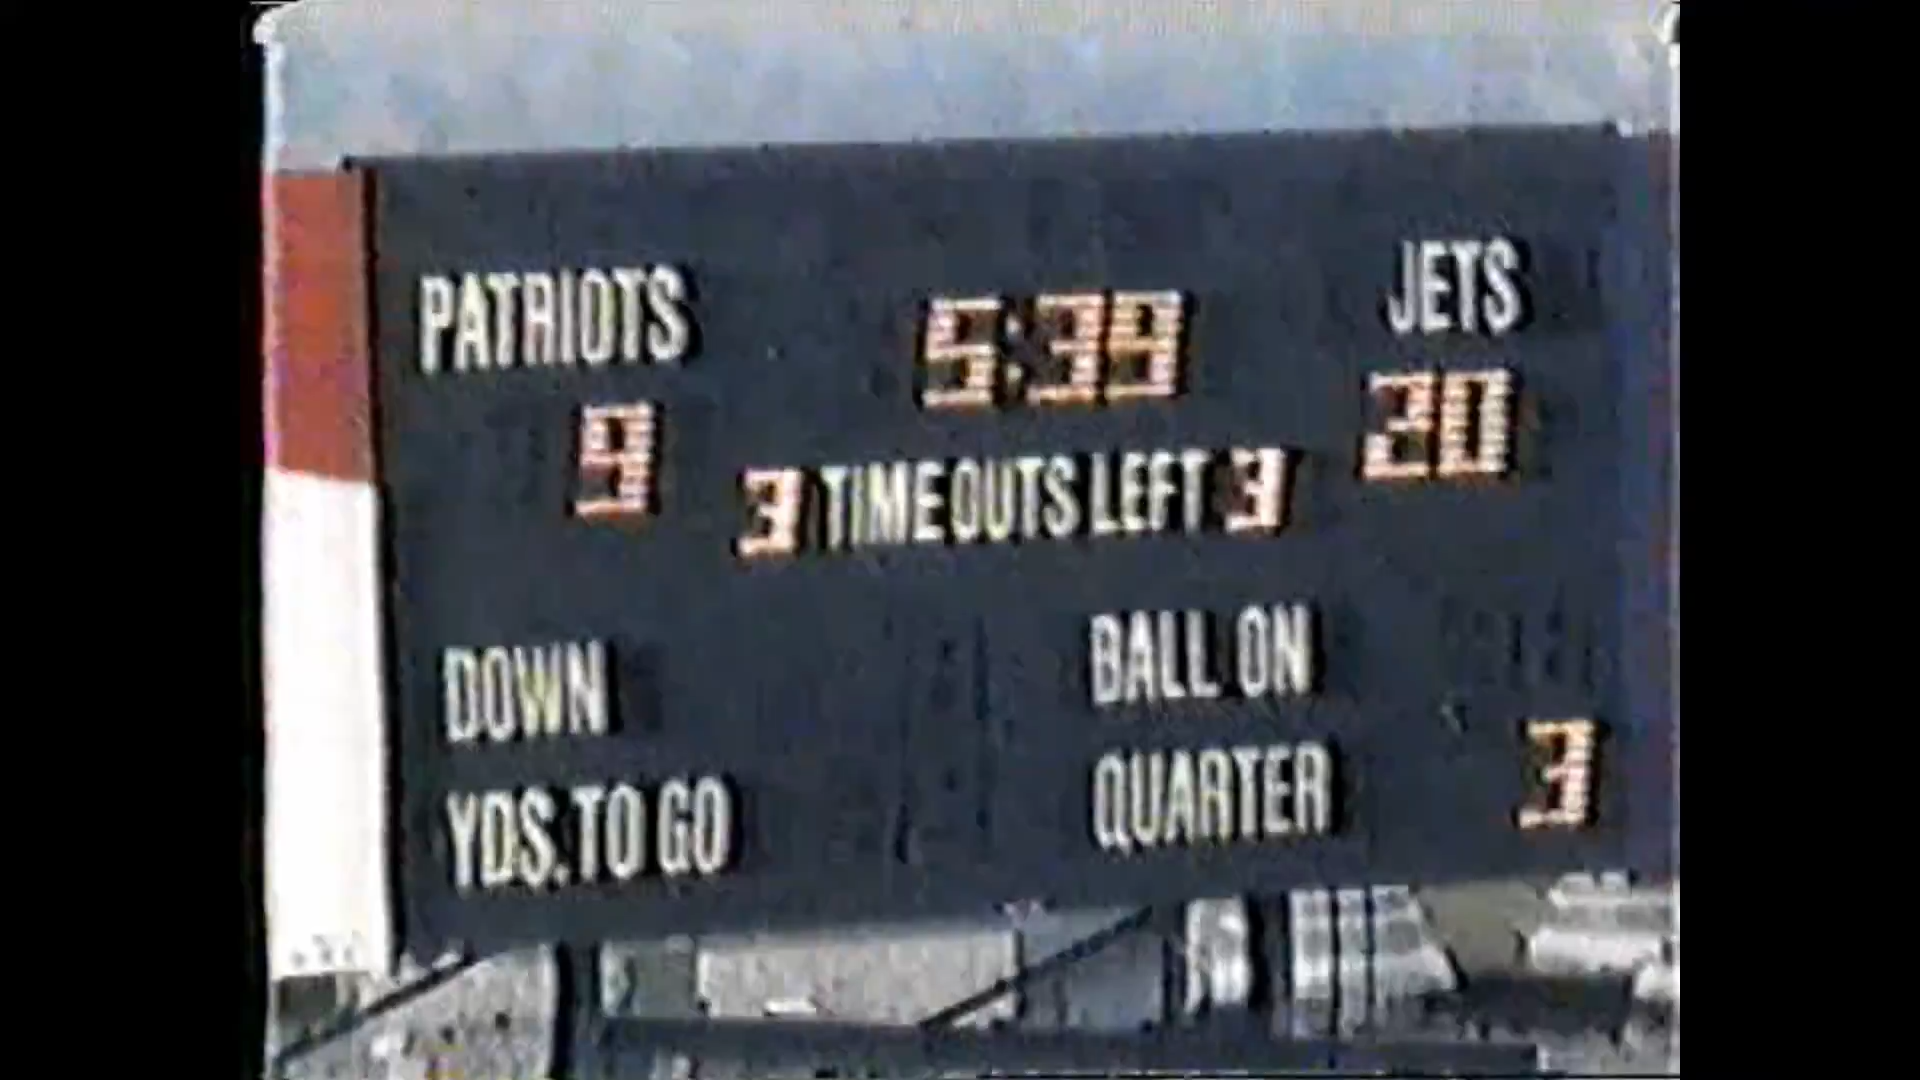 PATRIOTS 5:39 JETS
9 20
3 TIME OUTS LEFT 3
DOWN BALL ON
YDS. TO GO QUARTER 3